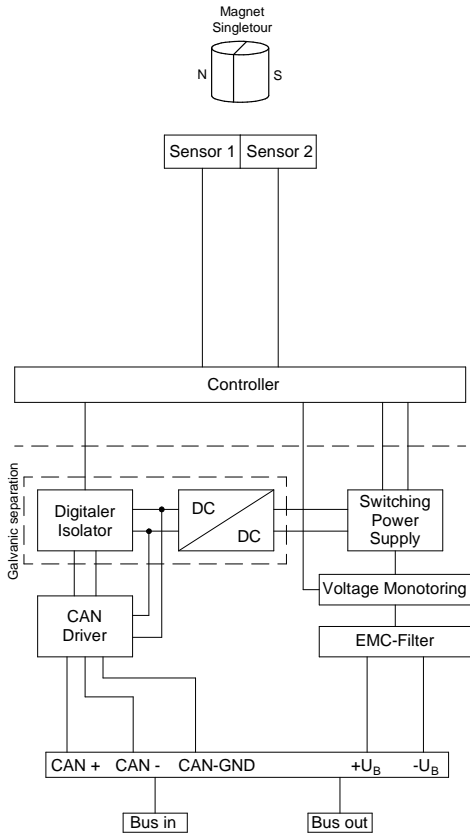 Magnet
Singletour
N
S
Sensor 1
Sensor 2
Controller
Galvanic separation
Digitaler
Isolator
DC
DC
Switching
Power
Supply
Voltage Monotoring
CAN
Driver
EMC-Filter
CAN +
CAN -
CAN-GND
+UB
-UB
Bus in
Bus out